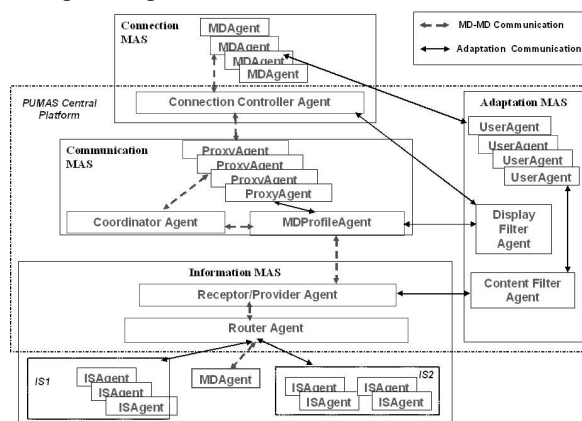 Connection
MAS
MDAgent
MDAgent
MDAgent
MDAgent
MD-MD Communication
Adaptation Communication
PUMAS Central
Platform
Connection Controller Agent
Adaptation MAS
UserAgent
UserAgent
UserAgent
UserAgent
Communication
MAS
ProxyAgent
ProxyAgent
ProxyAgent
ProxyAgent
Coordinator Agent
MDProfileAgent
Display
Filter
Agent
Information MAS
Receptor/Provider Agent
Content Filter
Agent
Router Agent
IS1
ISAgent
ISAgent
ISAgent
MDAgent
IS2
ISAgent
ISAgent
ISAgent
ISAgent